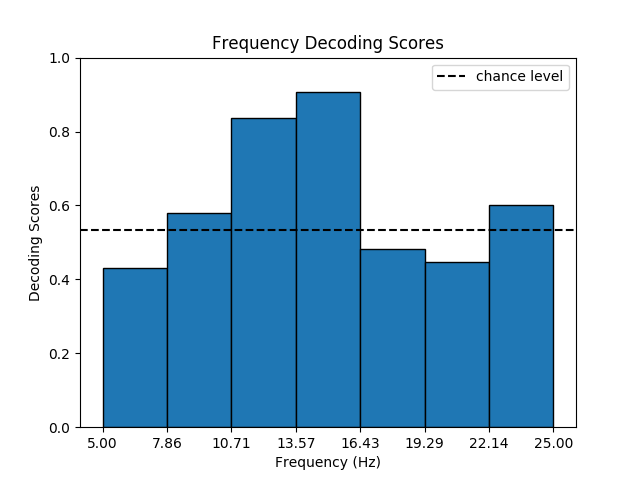 Frequency Decoding Scores
chance level
Decoding Scores
1.0
0.8
0.6
0.4
0.2
0.0
5.00 7.86 10.71 13.57 16.43 19.29 22.14 25.00
Frequency (Hz)